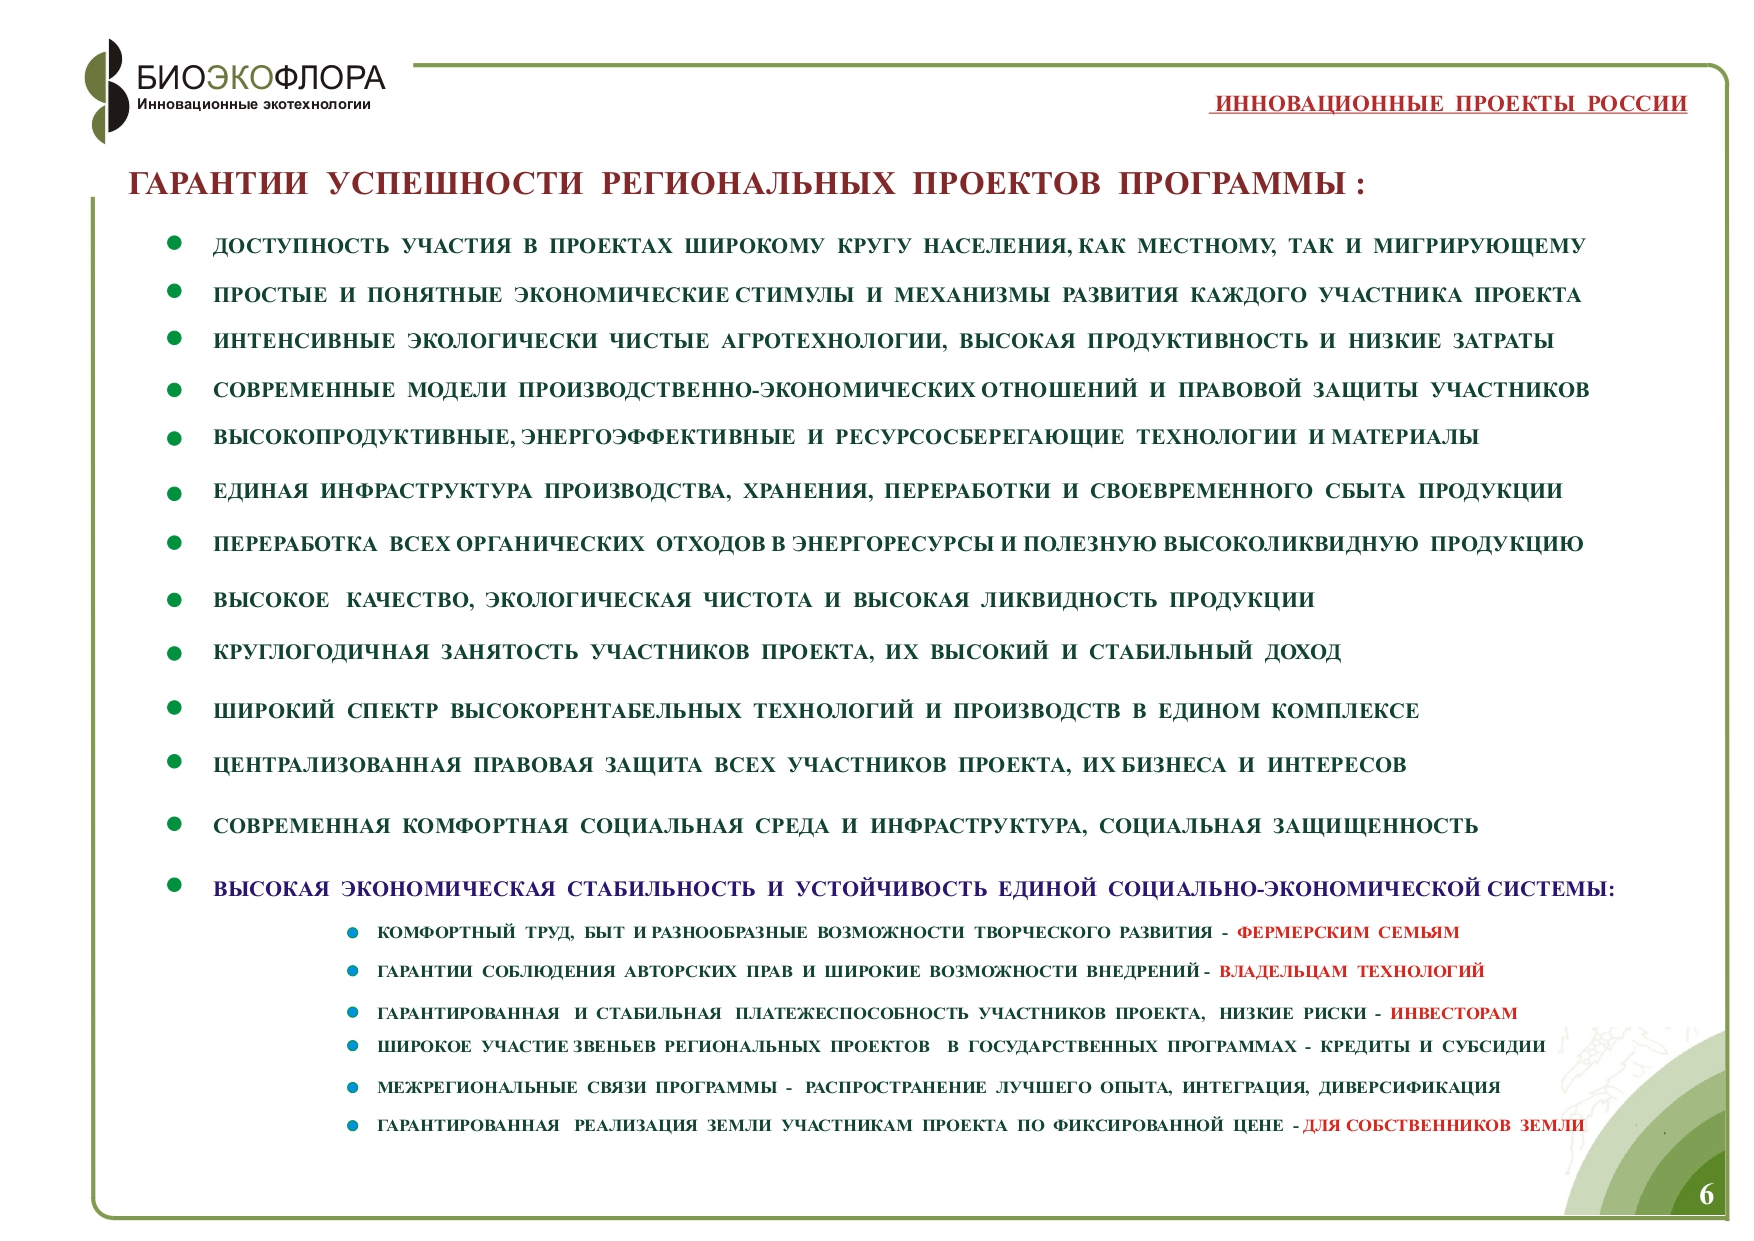 БИОЭКОФЛОРА
Инновационные экотехнологии
ИННОВАЦИОННЫЕ ПРОЕКТЫ РОССИИ
ГАРАНТИИ УСПЕШНОСТИ РЕГИОНАЛЬНЫХ ПРОЕКТОВ ПРОГРАММЫ :
ДОСТУПНОСТЬ УЧАСТИЯ В ПРОЕКТАХ ШИРОКОМУ КРУГУ НАСЕЛЕНИЯ, КАК МЕСТНОМУ, ТАК И МИГРИРУЮЩЕМУ
ПРОСТЫЕ И ПОНЯТНЫЕ ЭКОНОМИЧЕСКИЕ СТИМУЛЫ И МЕХАНИЗМЫ РАЗВИТИЯ КАЖДОГО УЧАСТНИКА ПРОЕКТА
ИНТЕНСИВНЫЕ ЭКОЛОГИЧЕСКИ ЧИСТЫЕ АГРОТЕХНОЛОГИИ, ВЫСОКАЯ ПРОДУКТИВНОСТЬ И НИЗКИЕ ЗАТРАТЫ
СОВРЕМЕННЫЕ МОДЕЛИ ПРОИЗВОДСТВЕННО-ЭКОНОМИЧЕСКИХ ОТНОШЕНИЙ И ПРАВОВОЙ ЗАЩИТЫ УЧАСТНИКОВ
ВЫСОКОПРОДУКТИВНЫЕ, ЭНЕРГОЭФФЕКТИВНЫЕ И РЕСУРСОСБЕРЕГАЮЩИЕ ТЕХНОЛОГИИ И МАТЕРИАЛЫ
ЕДИНАЯ ИНФРАСТРУКТУРА ПРОИЗВОДСТВА, ХРАНЕНИЯ, ПЕРЕРАБОТКИ И СВОЕВРЕМЕННОГО СБЫТА ПРОДУКЦИИ
ПЕРЕРАБОТКА ВСЕХ ОРГАНИЧЕСКИХ ОТХОДОВ В ЭНЕРГОРЕСУРСЫ И ПОЛЕЗНУЮ ВЫСОКОЛИКВИДНУЮ ПРОДУКЦИЮ
ВЫСОКОЕ КАЧЕСТВО, ЭКОЛОГИЧЕСКАЯ ЧИСТОТА И ВЫСОКАЯ ЛИКВИДНОСТЬ ПРОДУКЦИИ
КРУГЛОГОДИЧНАЯ ЗАНЯТОСТЬ УЧАСТНИКОВ ПРОЕКТА, ИХ ВЫСОКИЙ И СТАБИЛЬНЫЙ ДОХОД
ШИРОКИЙ СПЕКТР ВЫСОКОРЕНТАБЕЛЬНЫХ ТЕХНОЛОГИЙ И ПРОИЗВОДСТВ В ЕДИНОМ КОМПЛЕКСЕ
ЦЕНТРАЛИЗОВАННАЯ ПРАВОВАЯ ЗАЩИТА ВСЕХ УЧАСТНИКОВ ПРОЕКТА, ИХ БИЗНЕСА И ИНТЕРЕСОВ
СОВРЕМЕННАЯ КОМФОРТНАЯ СОЦИАЛЬНАЯ СРЕДА И ИНФРАСТРУКТУРА, СОЦИАЛЬНАЯ ЗАЩИЩЕННОСТЬ
ВЫСОКАЯ ЭКОНОМИЧЕСКАЯ СТАБИЛЬНОСТЬ И УСТОЙЧИВОСТЬ ЕДИНОЙ СОЦИАЛЬНО-ЭКОНОМИЧЕСКОЙ СИСТЕМЫ:
КОМФОРТНЫЙ ТРУД, БЫТ И РАЗНООБРАЗНЫЕ ВОЗМОЖНОСТИ ТВОРЧЕСКОГО РАЗВИТИЯ - ФЕРМЕРСКИМ СЕМЬЯМ
ГАРАНТИИ СОБЛЮДЕНИЯ АВТОРСКИХ ПРАВ И ШИРОКИЕ ВОЗМОЖНОСТИ ВНЕДРЕНИЙ - ВЛАДЕЛЬЦАМ ТЕХНОЛОГИЙ
ГАРАНТИРОВАННАЯ И СТАБИЛЬНАЯ ПЛАТЕЖЕСПОСОБНОСТЬ УЧАСТНИКОВ ПРОЕКТА, НИЗКИЕ РИСКИ - ИНВЕСТОРАМ
ШИРОКОЕ УЧАСТИЕ ЗВЕНЬЕВ РЕГИОНАЛЬНЫХ ПРОЕКТОВ В ГОСУДАРСТВЕННЫХ ПРОГРАММАХ - КРЕДИТЫ И СУБСИДИИ
МЕЖРЕГИОНАЛЬНЫЕ СВЯЗИ ПРОГРАММЫ - РАСПРОСТРАНЕНИЕ ЛУЧШЕГО ОПЫТА, ИНТЕГРАЦИЯ, ДИВЕРСИФИКАЦИЯ
ГАРАНТИРОВАННАЯ РЕАЛИЗАЦИЯ ЗЕМЛИ УЧАСТНИКАМ ПРОЕКТА ПО ФИКСИРОВАННОЙ ЦЕНЕ - ДЛЯ СОБСТВЕННИКОВ ЗЕМЛИ
6